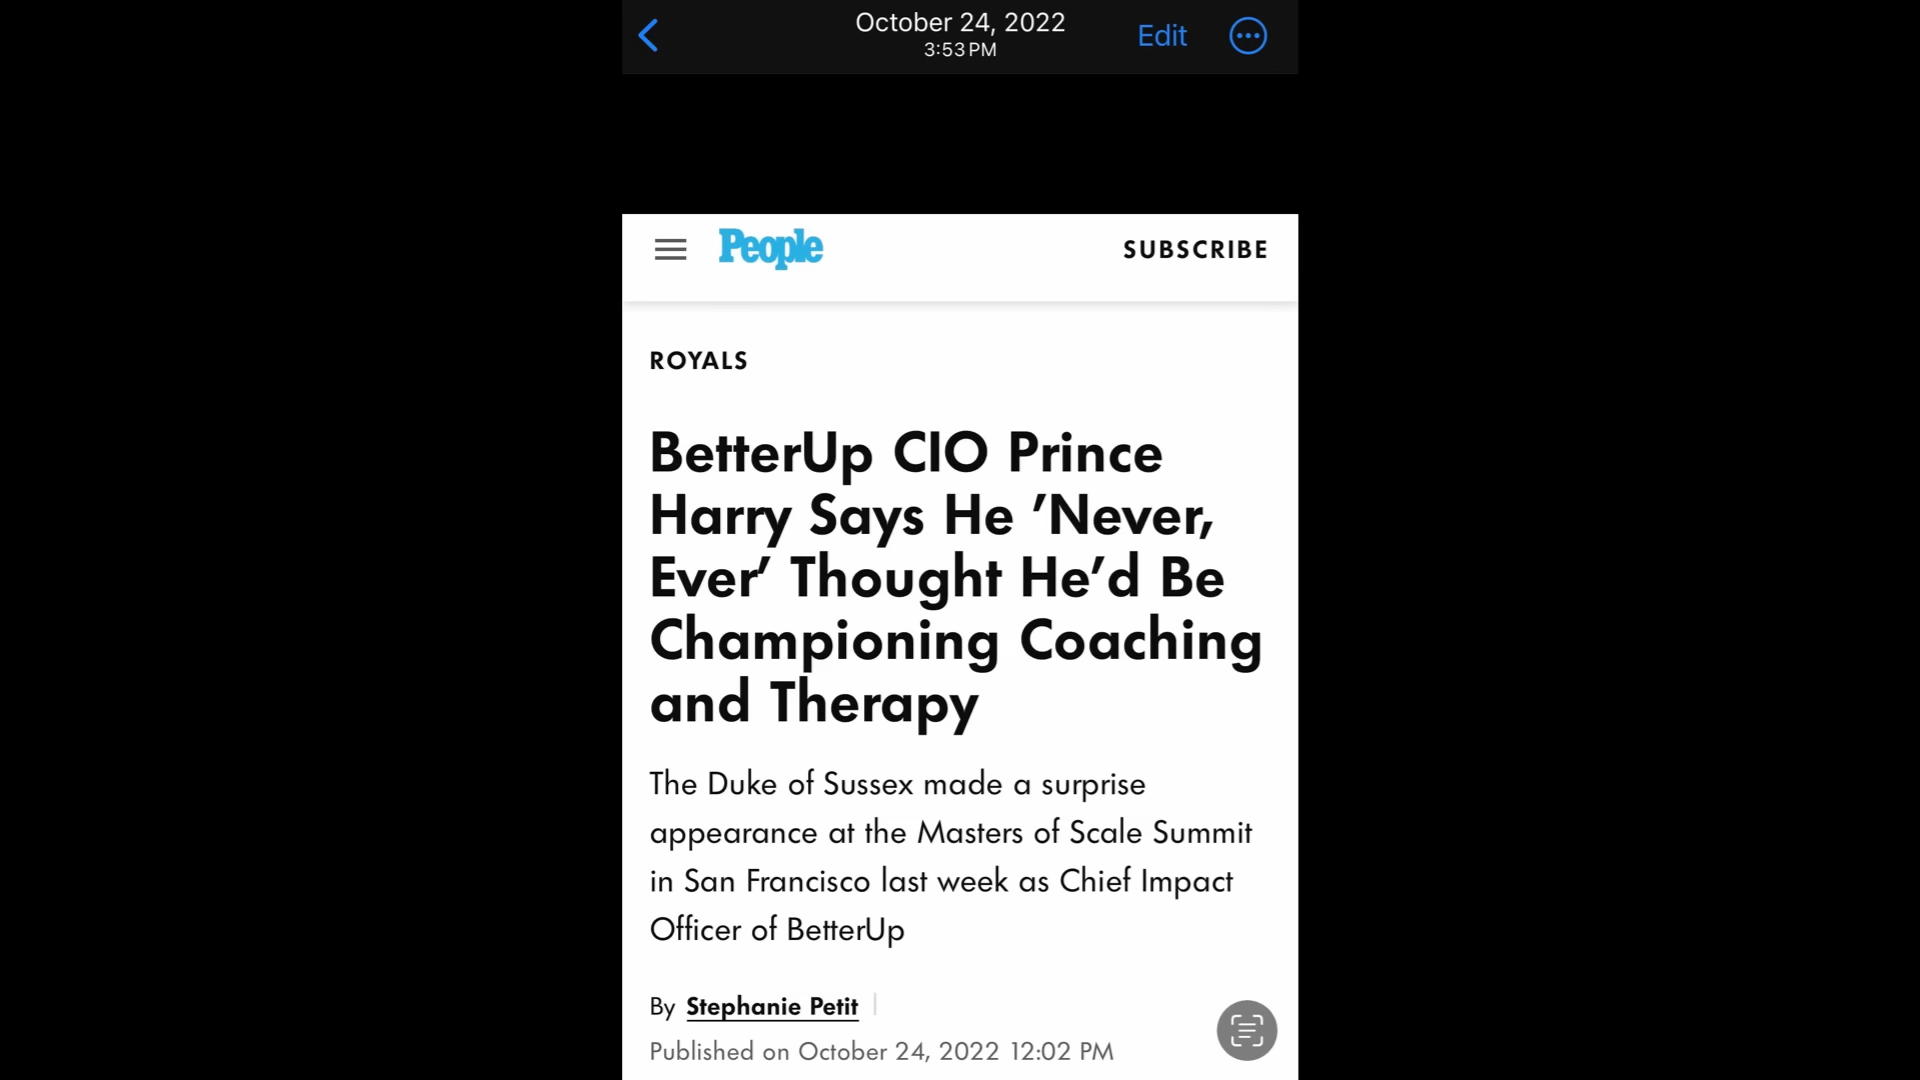 October 24, 2022
3:53 PM
Edit
People
SUBSCRIBE
ROYALS
BetterUp CIO Prince
Harry Says He ’Never,
Ever’ Thought He’d Be
Championing Coaching
and Therapy
The Duke of Sussex made a surprise
appearance at the Masters of Scale Summit
in San Francisco last week as Chief Impact
Officer of BetterUp
By Stephanie Petit
Published on October 24, 2022 12:02 PM